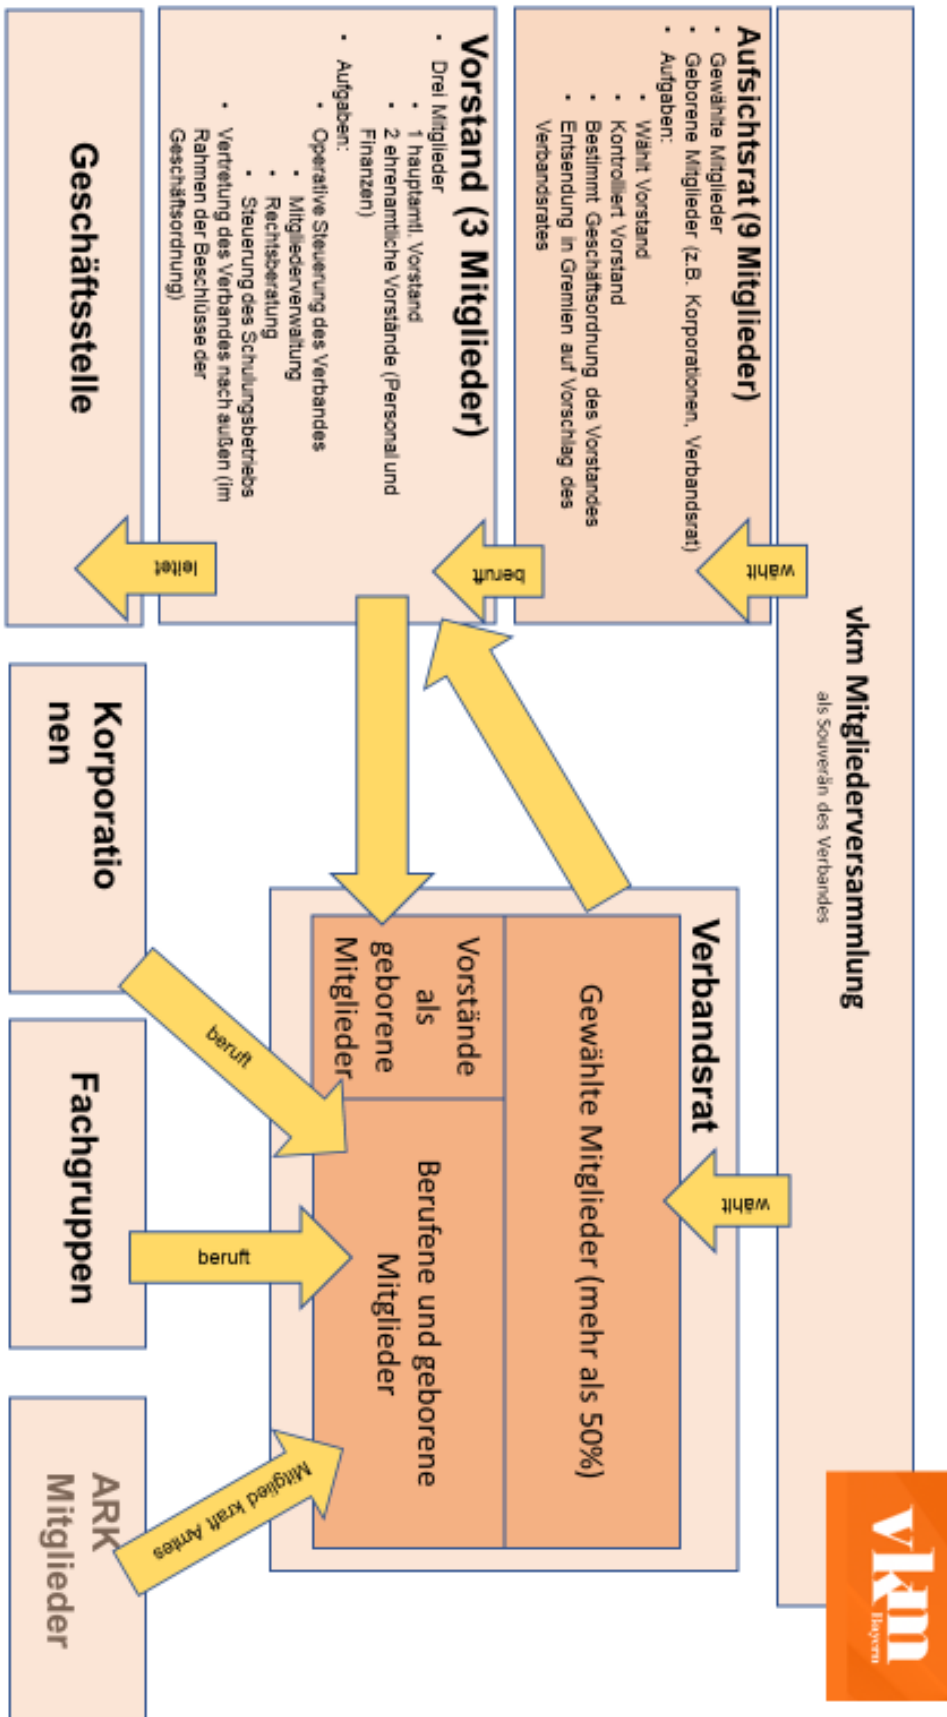 vkm Mitgliederversammlung
als Souverän des Verbandes
vkm
Bayern
wählt
wählt
Aufsichtsrat (9 Mitglieder)
• Gewählte Mitglieder
• Geborene Mitglieder (z.B. Korporationen, Verbandsrat)
• Aufgaben:
• Wählt Vorstand
• Kontrolliert Vorstand
• Bestimmt Geschäftsordnung des Vorstandes
• Entsendung in Gremien auf Vorschlag des
Verbandsrates
beruft
Vorstand (3 Mitglieder)
• Drei Mitglieder
• 1 hauptamtl. Vorstand
• 2 ehrenamtliche Vorstände (Personal und
Finanzen)
• Aufgaben:
• Operative Steuerung des Verbandes
• Mitgliederverwaltung
• Rechtsberatung
• Steuerung des Schulungsbetriebs
• Vertretung des Verbandes nach außen (im
Rahmen der Beschlüsse der
Geschäftsordnung)
leitet
Geschäftsstelle
Verbandsrat
Gewählte Mitglieder (mehr als 50%)
Vorstände
als
geborene
Mitglieder
Berufene und geborene
Mitglieder
beruft
beruft
Mitglied kraft Amtes
Korporatio
nen
Fachgruppen
ARK
Mitglieder